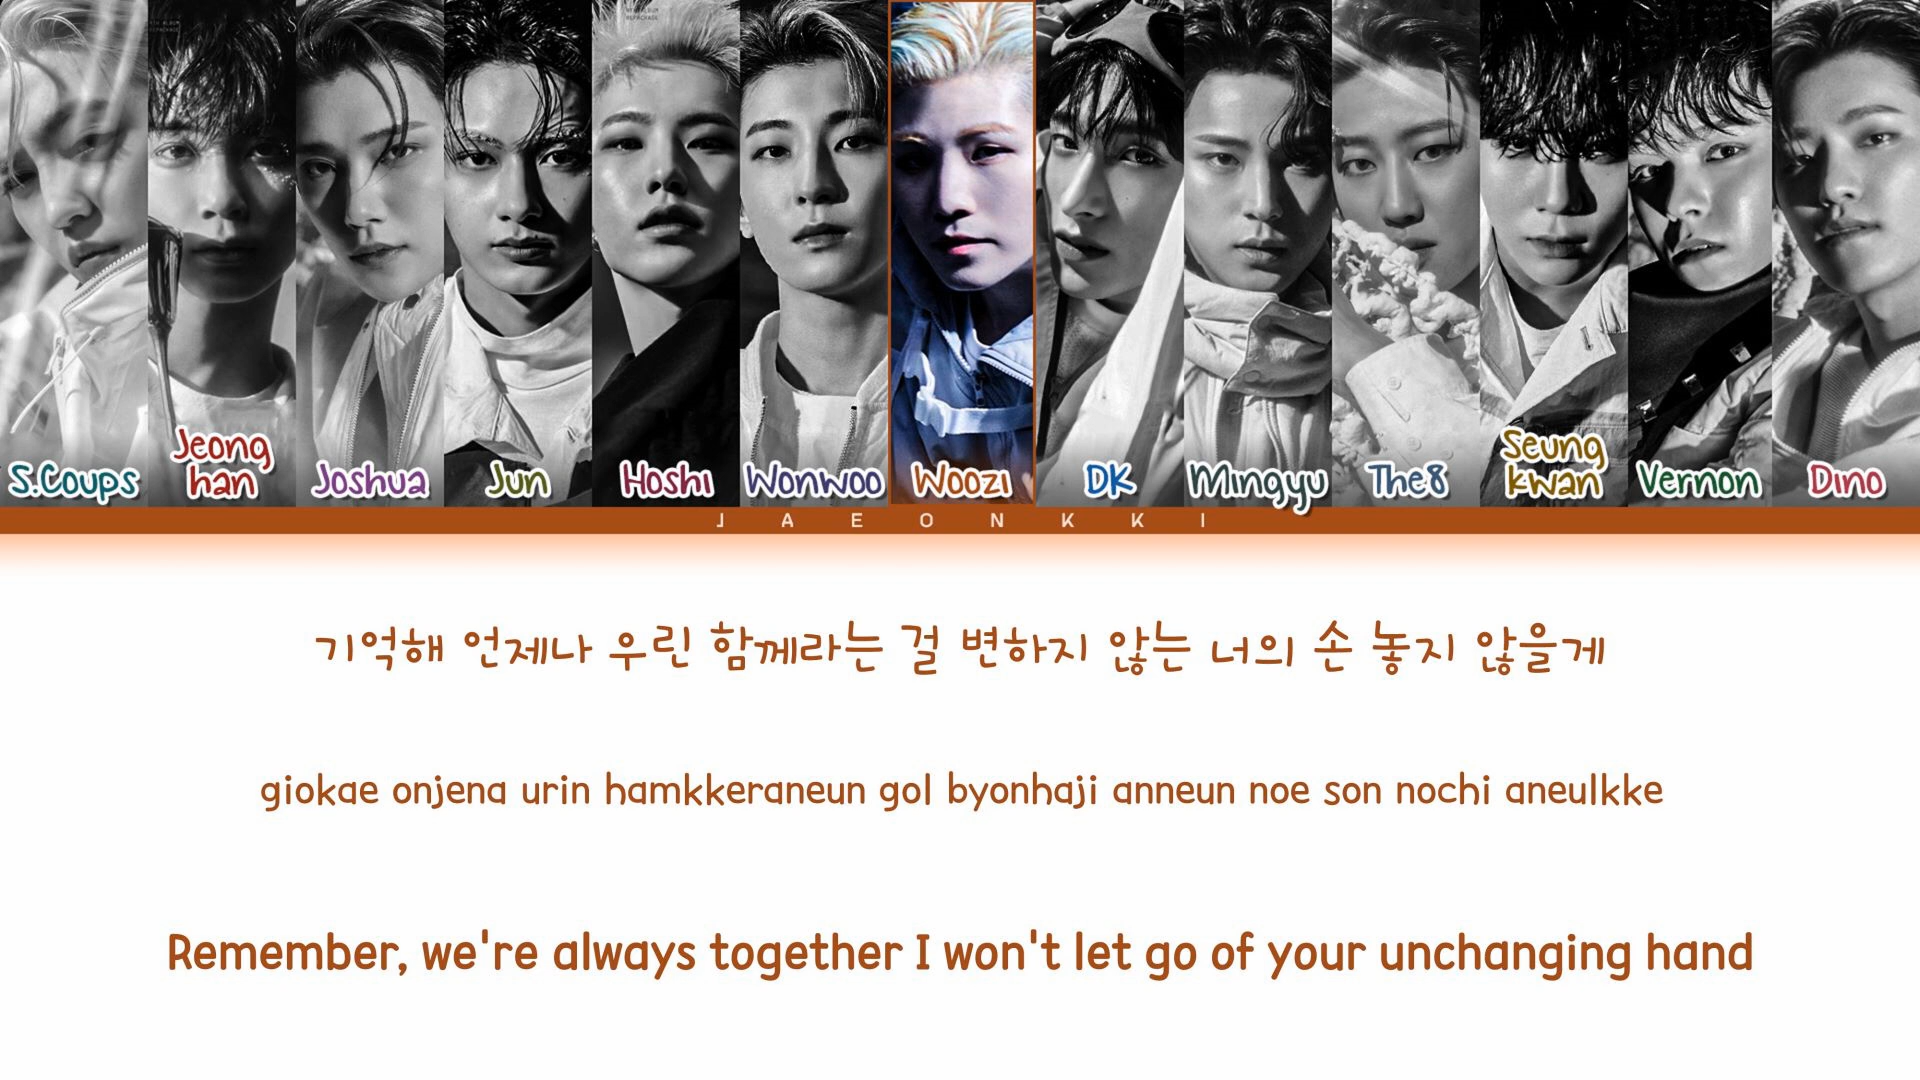 S.Coups
Jeong
han
Joshua
Jun
Hoshi
Wonwoo
Woozi
DK
Mingyu
The8
Seung
kwan
Vernon
Dino
JAEONKKI
기억해 언제나 우린 함께라는 걸 변하지 않는 너의 손 놓지 않을게
giokae onjena urin hamkkeraneun gol byonhaji anneun noe son nochi aneulkke
Remember, we're always together I won't let go of your unchanging hand